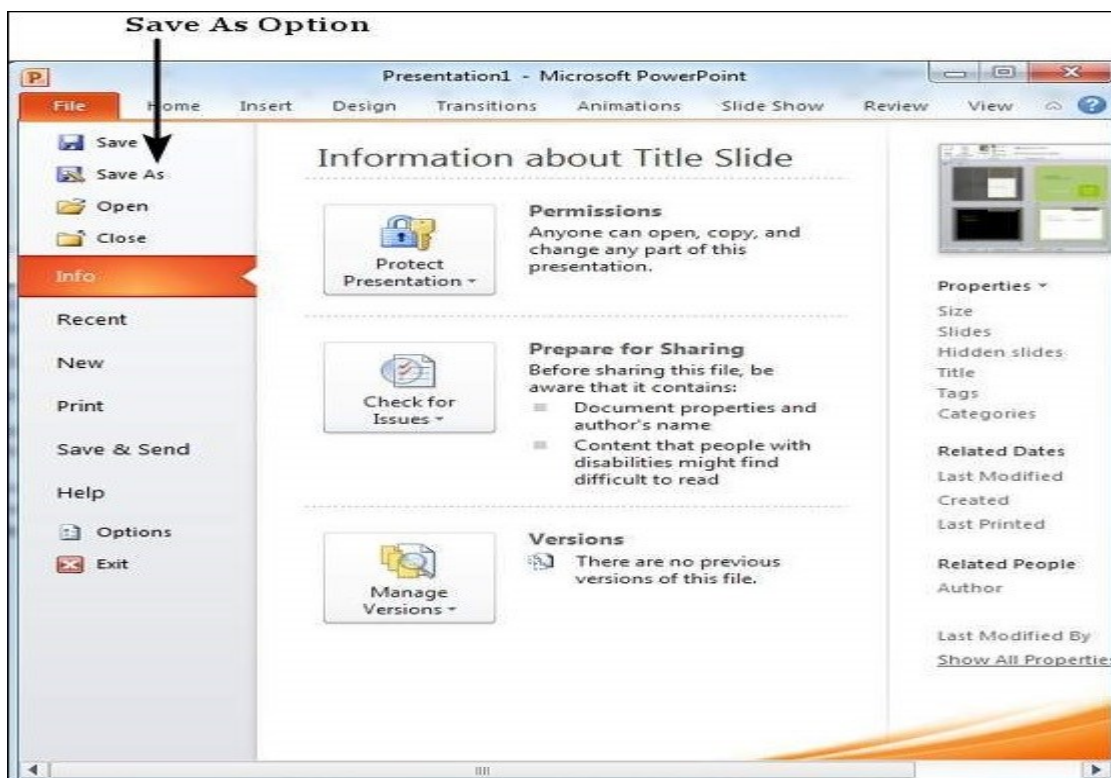 Save As Option
P
Presentation1 - Microsoft PowerPoint
File Home Insert Design Transitions Animations Slide Show Review View ?
Save
Save As
Open
Close
Info
Recent
New
Print
Save & Send
Help
Options
Exit
Information about Title Slide
Protect
Presentation
Permissions
Anyone can open, copy, and
change any part of this
presentation.
Check for
Issues
Prepare for Sharing
Before sharing this file, be
aware that it contains:
Document properties and
author's name
Content that people with
disabilities might find
difficult to read
Manage
Versions
Versions
There are no previous
versions of this file.
Properties
Size
Slides
Hidden slides
Title
Tags
Categories
Related Dates
Last Modified
Created
Last Printed
Related People
Author
Last Modified By
Show All Propertie